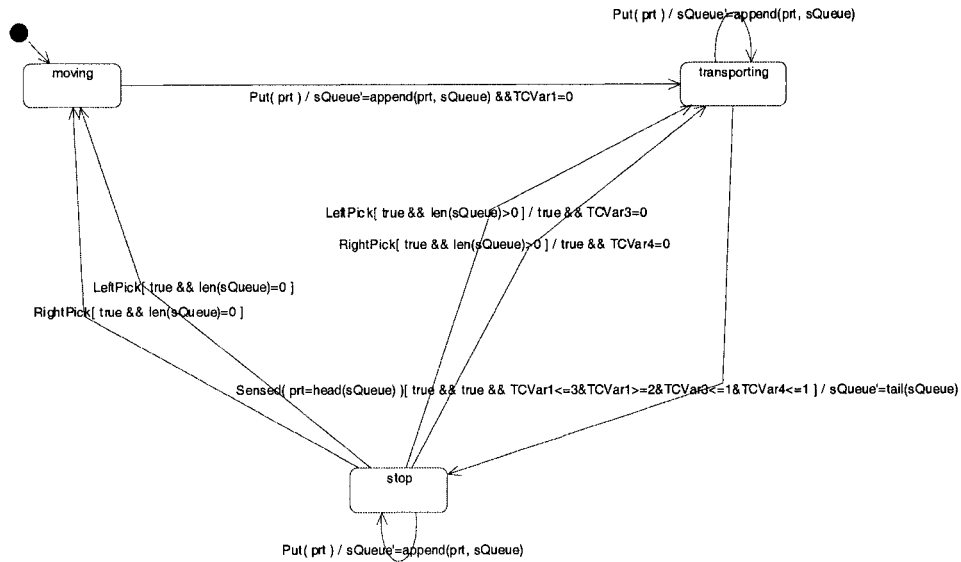 Put( prt ) / sQueue'=append(prt, sQueue)
moving
transporting
Put( prt ) / sQueue'=append(prt, sQueue) &&TCVar1=0
LeftPick[ true && len(sQueue)>0 ] / true && TCVar3=0
RightPick[ true && len(sQueue)>0 ] / true && TCVar4=0
LeftPick[ true && len(sQueue)=0 ]
RightPick[ true && len(sQueue)=0 ]
Sensed( prt=head(sQueue) )[ true && true && TCVar1<=3&TCVar1>=2&TCVar3<=1&TCVar4<=1 ] / sQueue'=tail(sQueue)
stop
Put( prt ) / sQueue'=append(prt, sQueue)